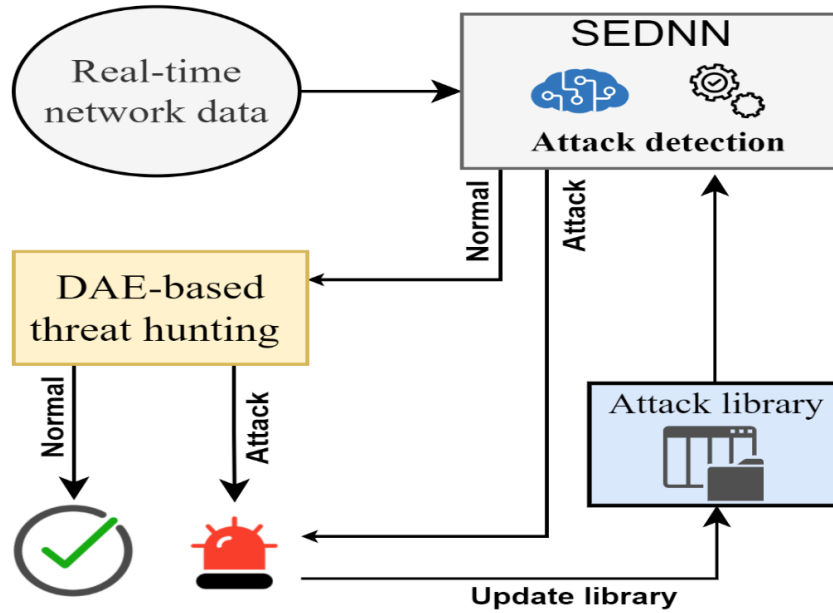 Real-time
network data
SEDNN
Attack detection
Normal
Attack
DAE-based
threat hunting
Normal
Attack
Attack library
Update library